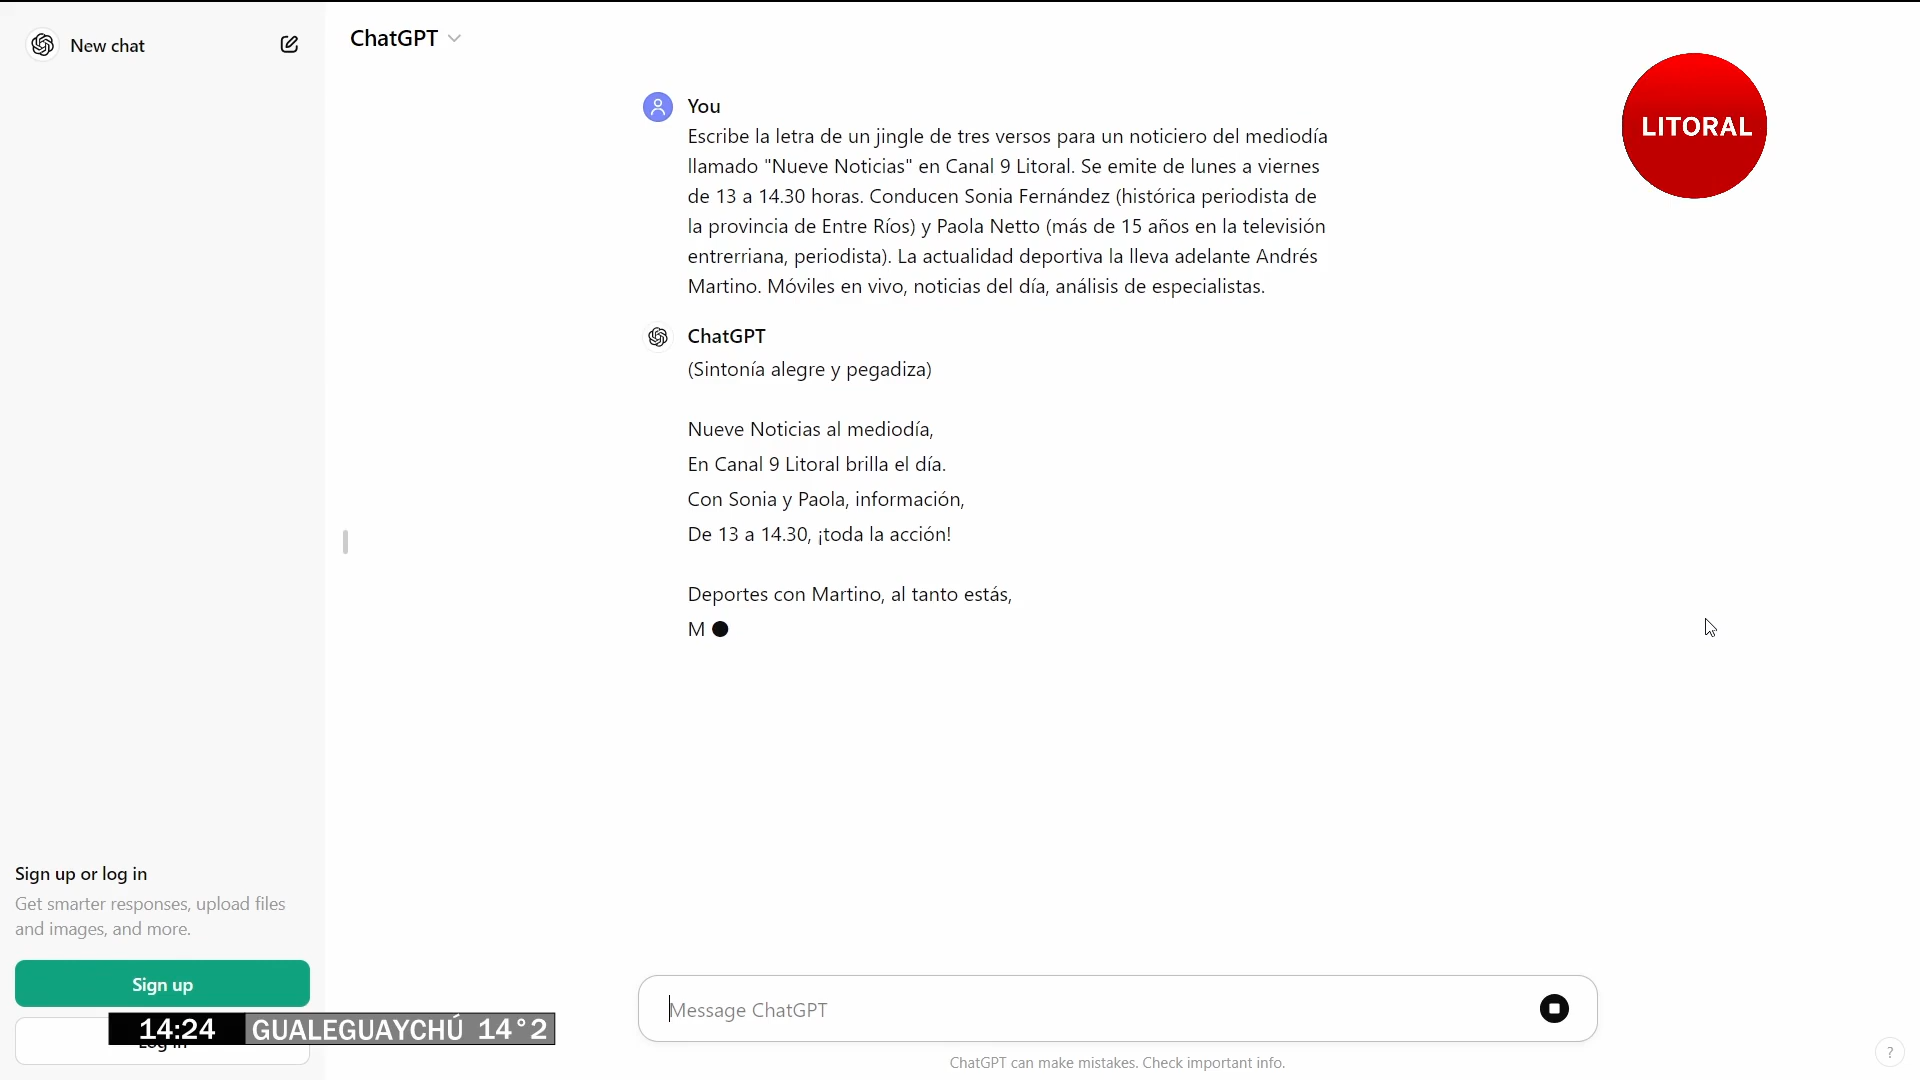 New chat
ChatGPT
LITORAL
You
Escribe la letra de un jingle de tres versos para un noticiero del mediodía
llamado "Nueve Noticias" en Canal 9 Litoral. Se emite de lunes a viernes
de 13 a 14.30 horas. Conducen Sonia Fernández (histórica periodista de
la provincia de Entre Ríos) y Paola Netto (más de 15 años en la televisión
entrerriana, periodista). La actualidad deportiva la lleva adelante Andrés
Martino. Móviles en vivo, noticias del día, análisis de especialistas.
ChatGPT
(Sintonía alegre y pegadiza)
Nueve Noticias al mediodía,
En Canal 9 Litoral brilla el día.
Con Sonia y Paola, información,
De 13 a 14.30, ¡toda la acción!
Deportes con Martino, al tanto estás,
M
Sign up or log in
Get smarter responses, upload files
and images, and more.
Sign up
Log in
14:24 GUALEGUAYCHÚ 14°2
Message ChatGPT
ChatGPT can make mistakes. Check important info.
?